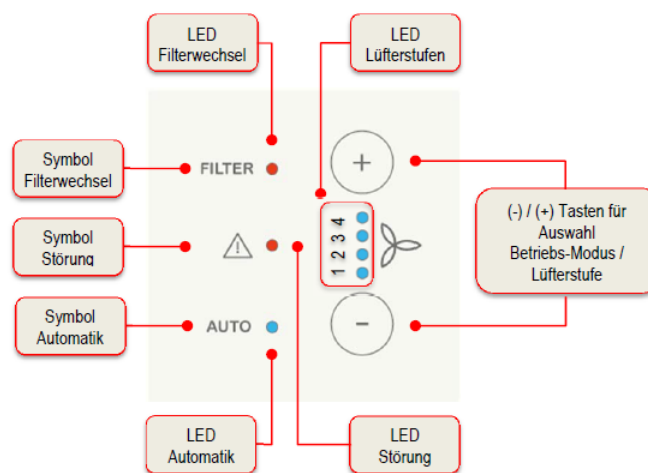 LED
Filterwechsel
LED
Lüfterstufen
Symbol
Filterwechsel
FILTER
+
(-) / (+) Tasten für
Auswahl
Betriebs-Modus /
Lüfterstufe
Symbol
Störung
1 2 3 4
Symbol
Automatik
AUTO
-
LED
Automatik
LED
Störung